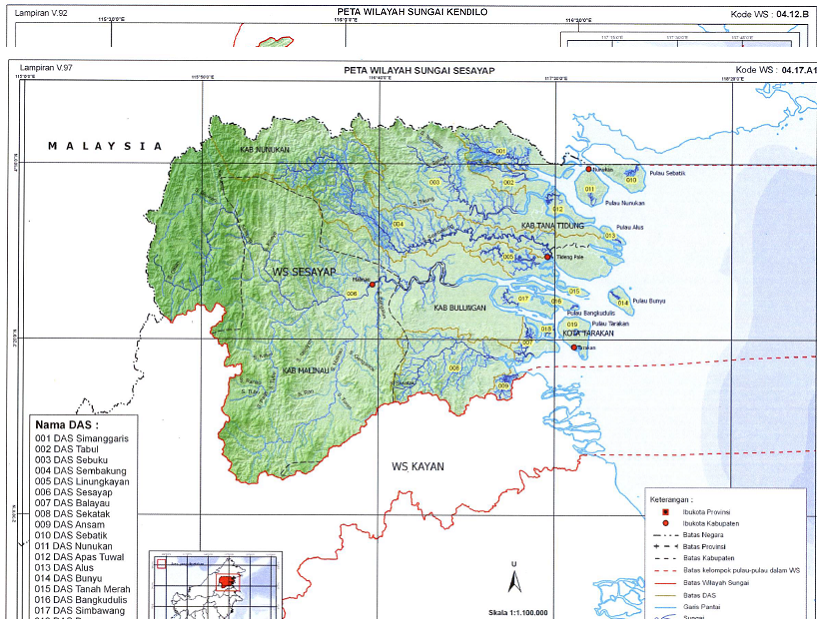 Lampiran V.92
PETA WILAYAH SUNGAI KENDILO
Kode WS : 04.12.B
Lampiran V.97
PETA WILAYAH SUNGAI SESAYAP
Kode WS : 04.17.A1
MALAYSIA
KAB NUNUKAN
001
Nunukan
010
Pulau Sebatik
003
002
011
Pulau Nunukan
012
004
KAB TANA TIDUNG
Pulau Alus
013
005
Tideng Pale
WS SESAYAP
Malinau
006
015
017
016
014
Pulau Bunyu
KAB BULUNGAN
Pulau Bangkudulis
019
Pulau Tarakan
018
KOTA TARAKAN
007
Tarakan
KAB MALINAU
008
009
WS KAYAN
Nama DAS :
001 DAS Simanggaris
002 DAS Tabul
003 DAS Sebuku
004 DAS Sembakung
005 DAS Linungkayan
006 DAS Sesayap
007 DAS Balayau
008 DAS Sekatak
009 DAS Ansam
010 DAS Sebatik
011 DAS Nunukan
012 DAS Apas Tuwal
013 DAS Alus
014 DAS Bunyu
015 DAS Tanah Merah
016 DAS Bangkudulis
017 DAS Simbawang
U
Skala 1:1.100.000
Keterangan :
Ibukota Provinsi
Ibukota Kabupaten
Batas Negara
Batas Provinsi
Batas Kabupaten
Batas kelompok pulau-pulau dalam WS
Batas Wilayah Sungai
Batas DAS
Garis Pantai
Sungai